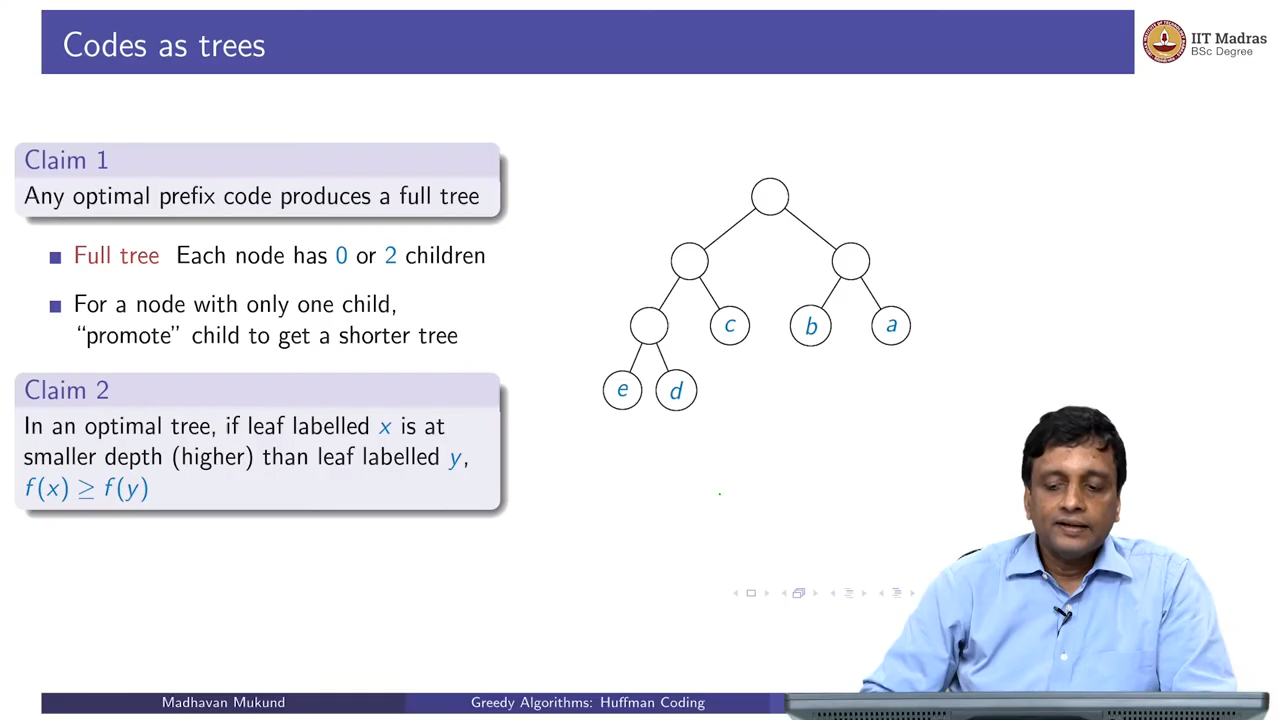 Codes as trees
IIT Madras
BSc Degree
Claim 1
Any optimal prefix code produces a full tree
Full tree Each node has 0 or 2 children
For a node with only one child,
“promote” child to get a shorter tree
Claim 2
In an optimal tree, if leaf labelled x is at
smaller depth (higher) than leaf labelled y,
f(x) ≥ f(y)
c
b
a
e
d
Madhavan Mukund
Greedy Algorithms: Huffman Coding